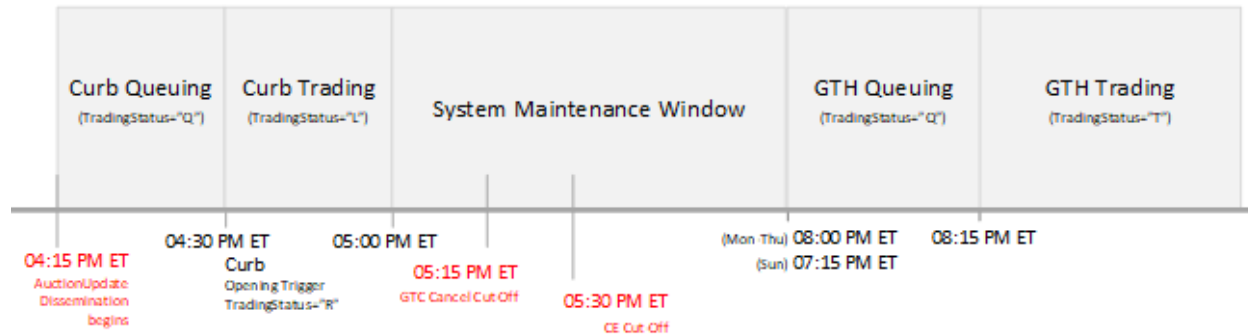 Curb Queuing
(TradingStatus="Q")
Curb Trading
(TradingStatus="L")
System Maintenance Window
GTH Queuing
(TradingStatus="Q")
GTH Trading
(TradingStatus="T")
04:15 PM ET
AuctionUpdate
Dissemination
begins
04:30 PM ET
Curb
Opening Trigger
TradingStatus="R"
05:00 PM ET
05:15 PM ET
GTC Cancel Cut Off
05:30 PM ET
CE Cut Off
(Mon-Thu) 08:00 PM ET
(Sun) 07:15 PM ET
08:15 PM ET